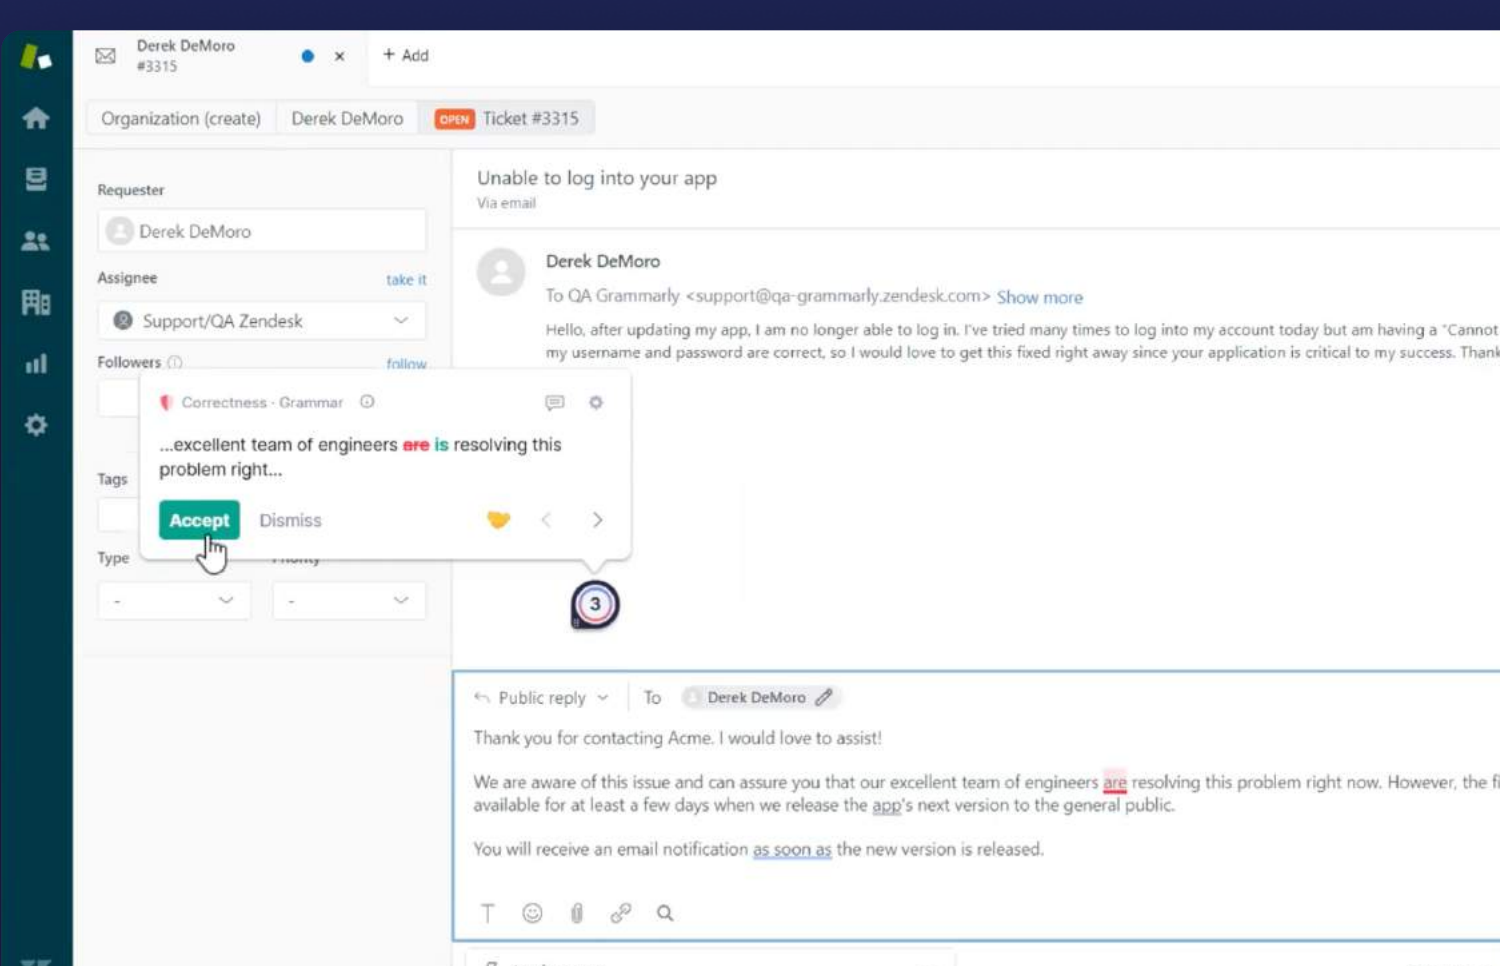 Derek DeMoro
#3315
+ Add
Organization (create)
Derek DeMoro
OPEN Ticket #3315
Requester
Derek DeMoro
Assignee
take it
Support/QA Zendesk
Followers
follow
Correctness · Grammar
...excellent team of engineers are is resolving this
problem right...
Accept
Dismiss
Tags
Type
Priority
-
-
3
Unable to log into your app
Via email
Derek DeMoro
To QA Grammarly <support@qa-grammarly.zendesk.com> Show more
Hello, after updating my app, I am no longer able to log in. I've tried many times to log into my account today but am having a "Cannot
my username and password are correct, so I would love to get this fixed right away since your application is critical to my success. Thank
Public reply
To
Derek DeMoro
Thank you for contacting Acme. I would love to assist!
We are aware of this issue and can assure you that our excellent team of engineers are resolving this problem right now. However, the fi
available for at least a few days when we release the app's next version to the general public.
You will receive an email notification as soon as the new version is released.
T